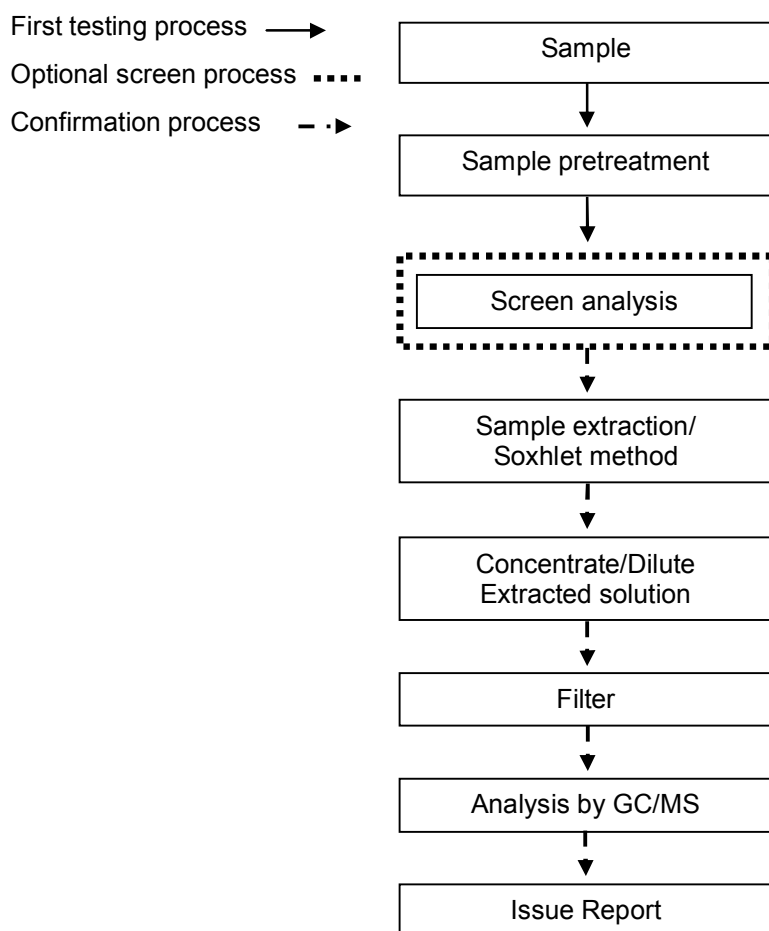 First testing process
Optional screen process
Confirmation process
Sample
Sample pretreatment
Screen analysis
Sample extraction/
Soxhlet method
Concentrate/Dilute
Extracted solution
Filter
Analysis by GC/MS
Issue Report